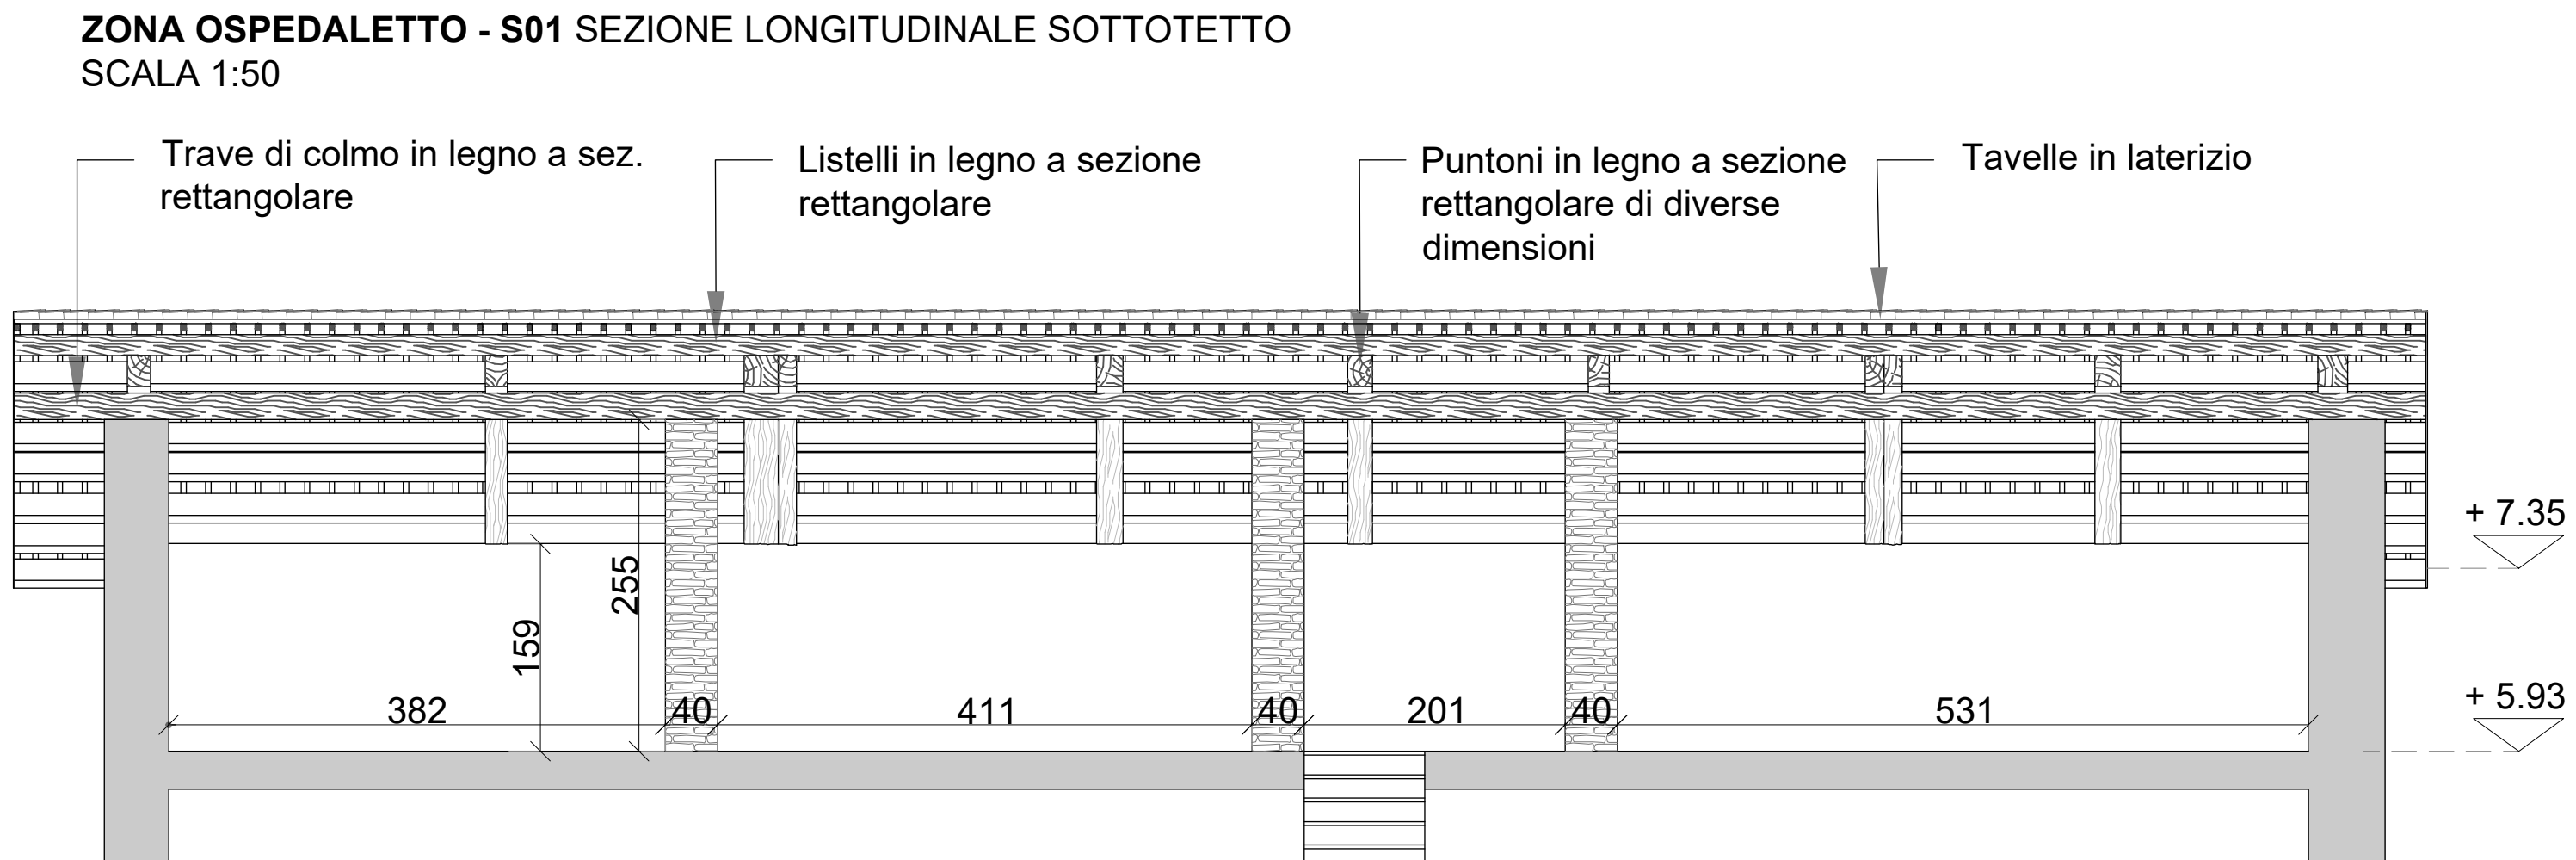 ZONA OSPEDALETTO - S01 SEZIONE LONGITUDINALE SOTTOTETTO
SCALA 1:50
Trave di colmo in legno a sez.
rettangolare
Listelli in legno a sezione
rettangolare
Puntoni in legno a sezione
rettangolare di diverse
dimensioni
Tavelle in laterizio
+ 7.35
255
159
+ 5.93
382
40
411
40
201
40
531